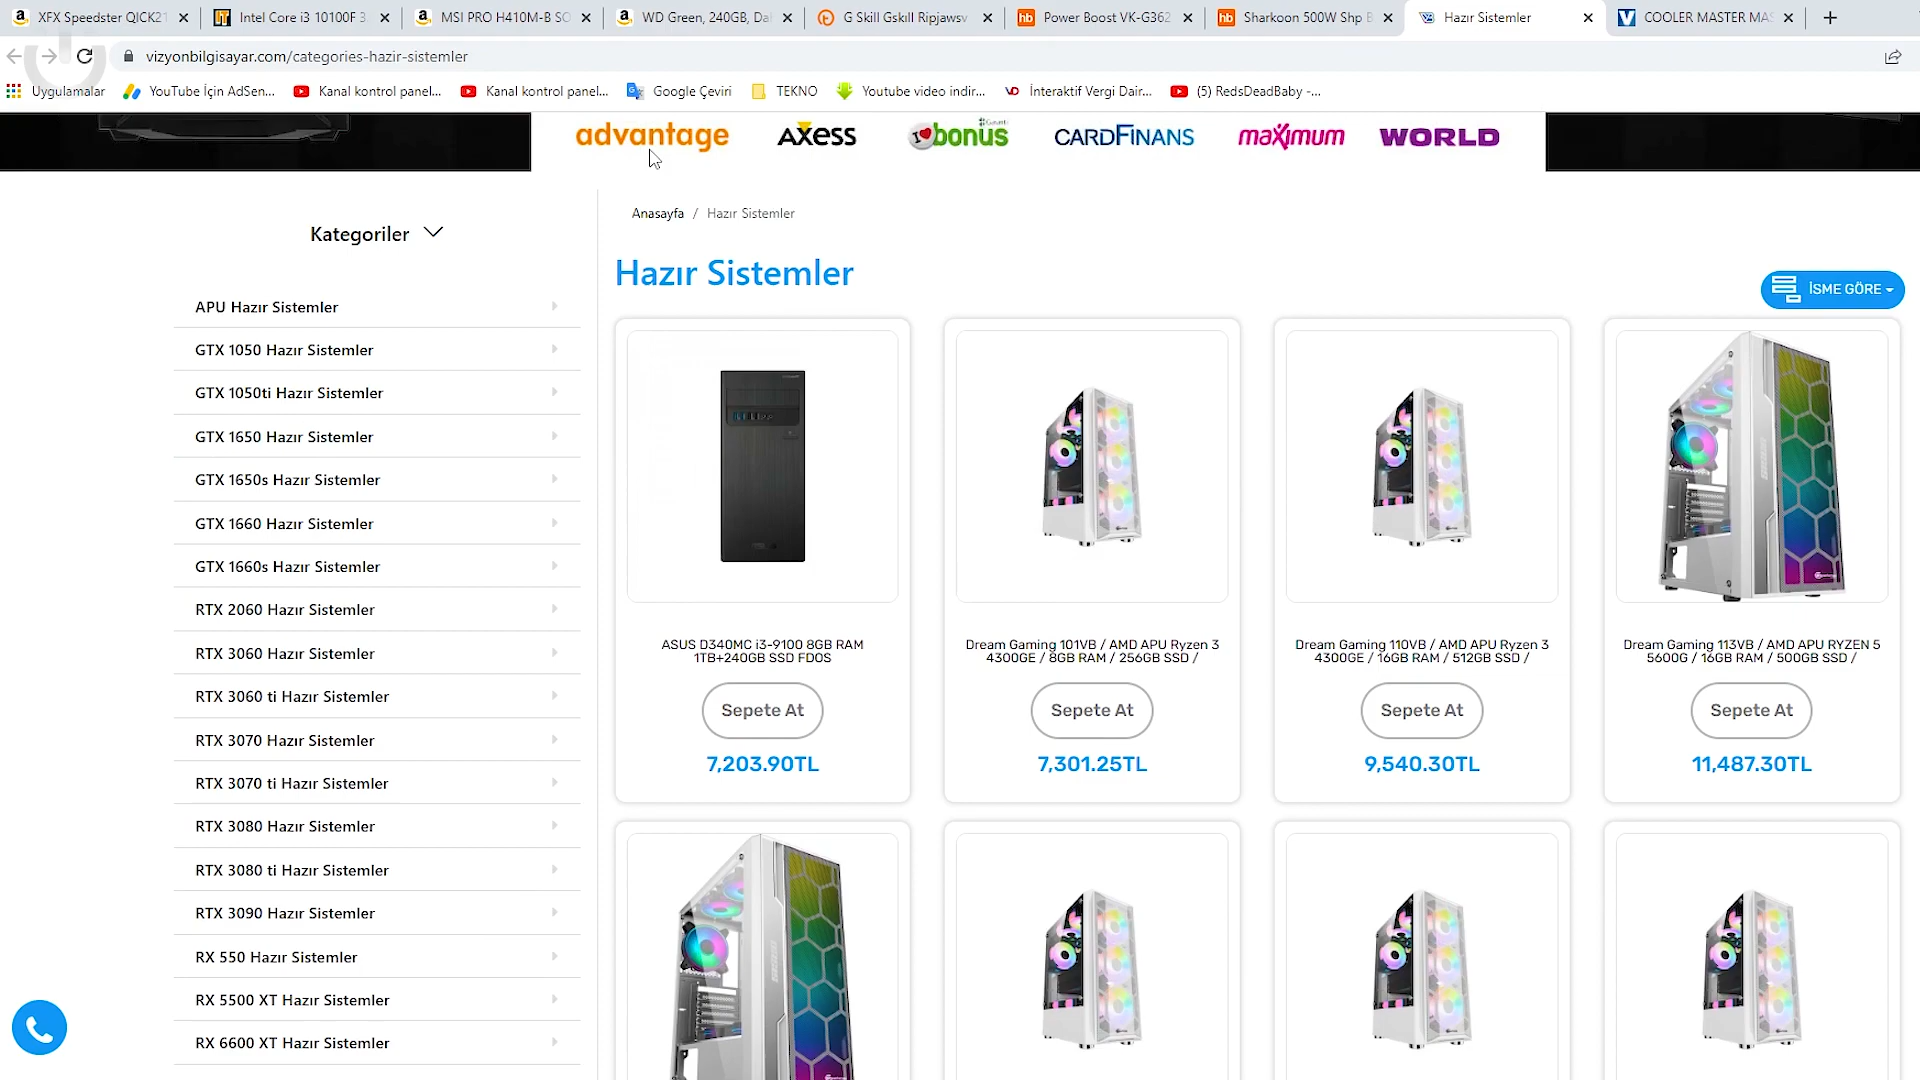 XFX Speedster QICK21
Intel Core i3 10100F 3
MSI PRO H410M-B SO
WD Green, 240GB, Da
G Skill Gskıll Ripjawsv
Power Boost VK-G362
Sharkoon 500W Shp B
Hazır Sistemler
COOLER MASTER MAS
vizyonbilgisayar.com/categories-hazir-sistemler
Uygulamalar
YouTube İçin AdSen...
Kanal kontrol panel...
Kanal kontrol panel...
Google Çeviri
TEKNO
Youtube video indir...
İnteraktif Vergi Dair...
(5) RedsDeadBaby -...
advantage
AXESS
bonus
CARDFINANS
maximum
WORLD
Anasayfa / Hazır Sistemler
Kategoriler
Hazır Sistemler
İSME GÖRE
APU Hazır Sistemler
GTX 1050 Hazır Sistemler
GTX 1050ti Hazır Sistemler
GTX 1650 Hazır Sistemler
GTX 1650s Hazır Sistemler
GTX 1660 Hazır Sistemler
GTX 1660s Hazır Sistemler
RTX 2060 Hazır Sistemler
RTX 3060 Hazır Sistemler
RTX 3060 ti Hazır Sistemler
RTX 3070 Hazır Sistemler
RTX 3070 ti Hazır Sistemler
RTX 3080 Hazır Sistemler
RTX 3080 ti Hazır Sistemler
RTX 3090 Hazır Sistemler
RX 550 Hazır Sistemler
RX 5500 XT Hazır Sistemler
RX 6600 XT Hazır Sistemler
ASUS D340MC i3-9100 8GB RAM
1TB+240GB SSD FDOS
Sepete At
7,203.90TL
Dream Gaming 101VB / AMD APU Ryzen 3
4300GE / 8GB RAM / 256GB SSD /
Sepete At
7,301.25TL
Dream Gaming 110VB / AMD APU Ryzen 3
4300GE / 16GB RAM / 512GB SSD /
Sepete At
9,540.30TL
Dream Gaming 113VB / AMD APU RYZEN 5
5600G / 16GB RAM / 500GB SSD /
Sepete At
11,487.30TL